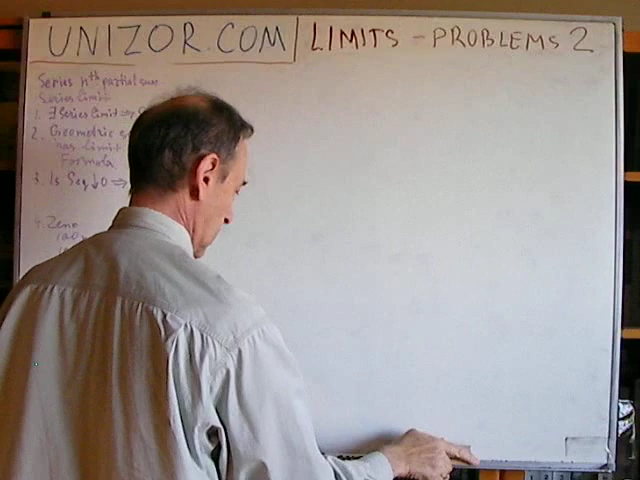 UNIZOR.COM | LIMITS - PROBLEMS 2
Series nth partial sum
Series limit
1. ∃ Series limit ⇒
2. Geometric
has limit
Formula
3. Is Seq ↓ 0 ⇒
4. Zeno